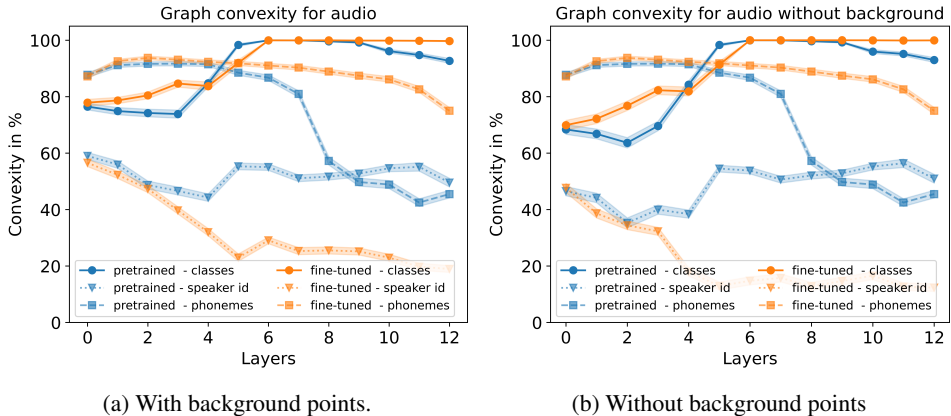 Graph convexity for audio
100
80
60
40
20
0
Convexity in %
pretrained - classes
pretrained - speaker id
pretrained - phonemes
fine-tuned - classes
fine-tuned - speaker id
fine-tuned - phonemes
0 2 4 6 8 10 12
Layers
(a) With background points.
Graph convexity for audio without background
100
80
60
40
20
0
Convexity in %
pretrained - classes
pretrained - speaker id
pretrained - phonemes
fine-tuned - classes
fine-tuned - speaker id
fine-tuned - phonemes
0 2 4 6 8 10 12
Layers
(b) Without background points